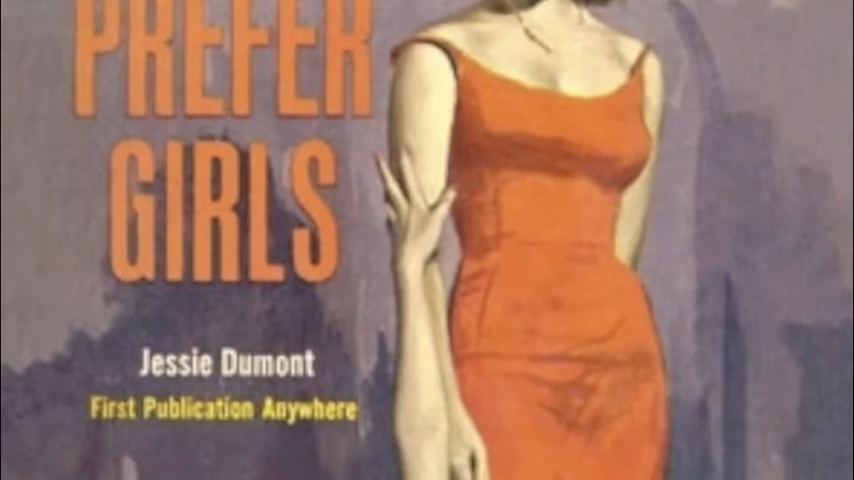 PREFER
GIRLS
Jessie Dumont
First Publication Anywhere